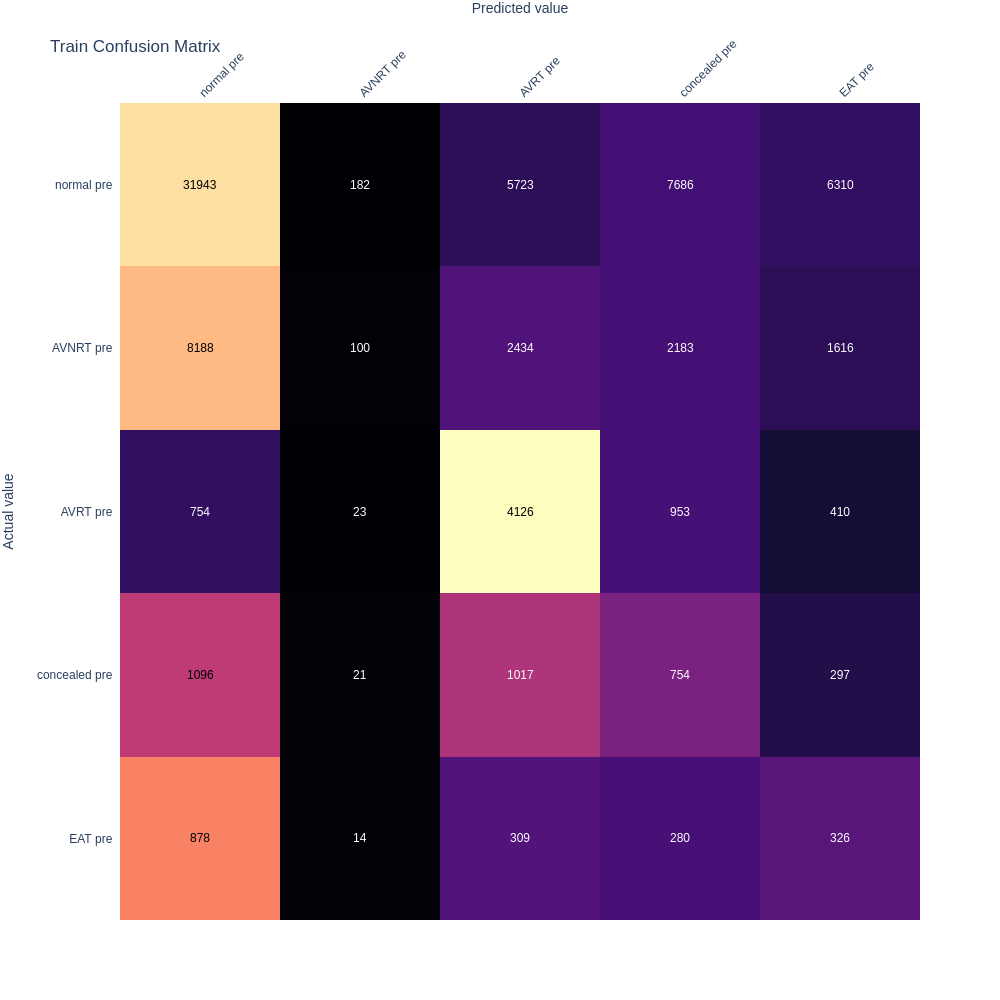 Predicted value
Train Confusion Matrix
normal pre AVNRT pre AVRT pre concealed pre EAT pre
normal pre 31943 182 5723 7686 6310
AVNRT pre 8188 100 2434 2183 1616
Actual value
AVRT pre 754 23 4126 953 410
concealed pre 1096 21 1017 754 297
EAT pre 878 14 309 280 326